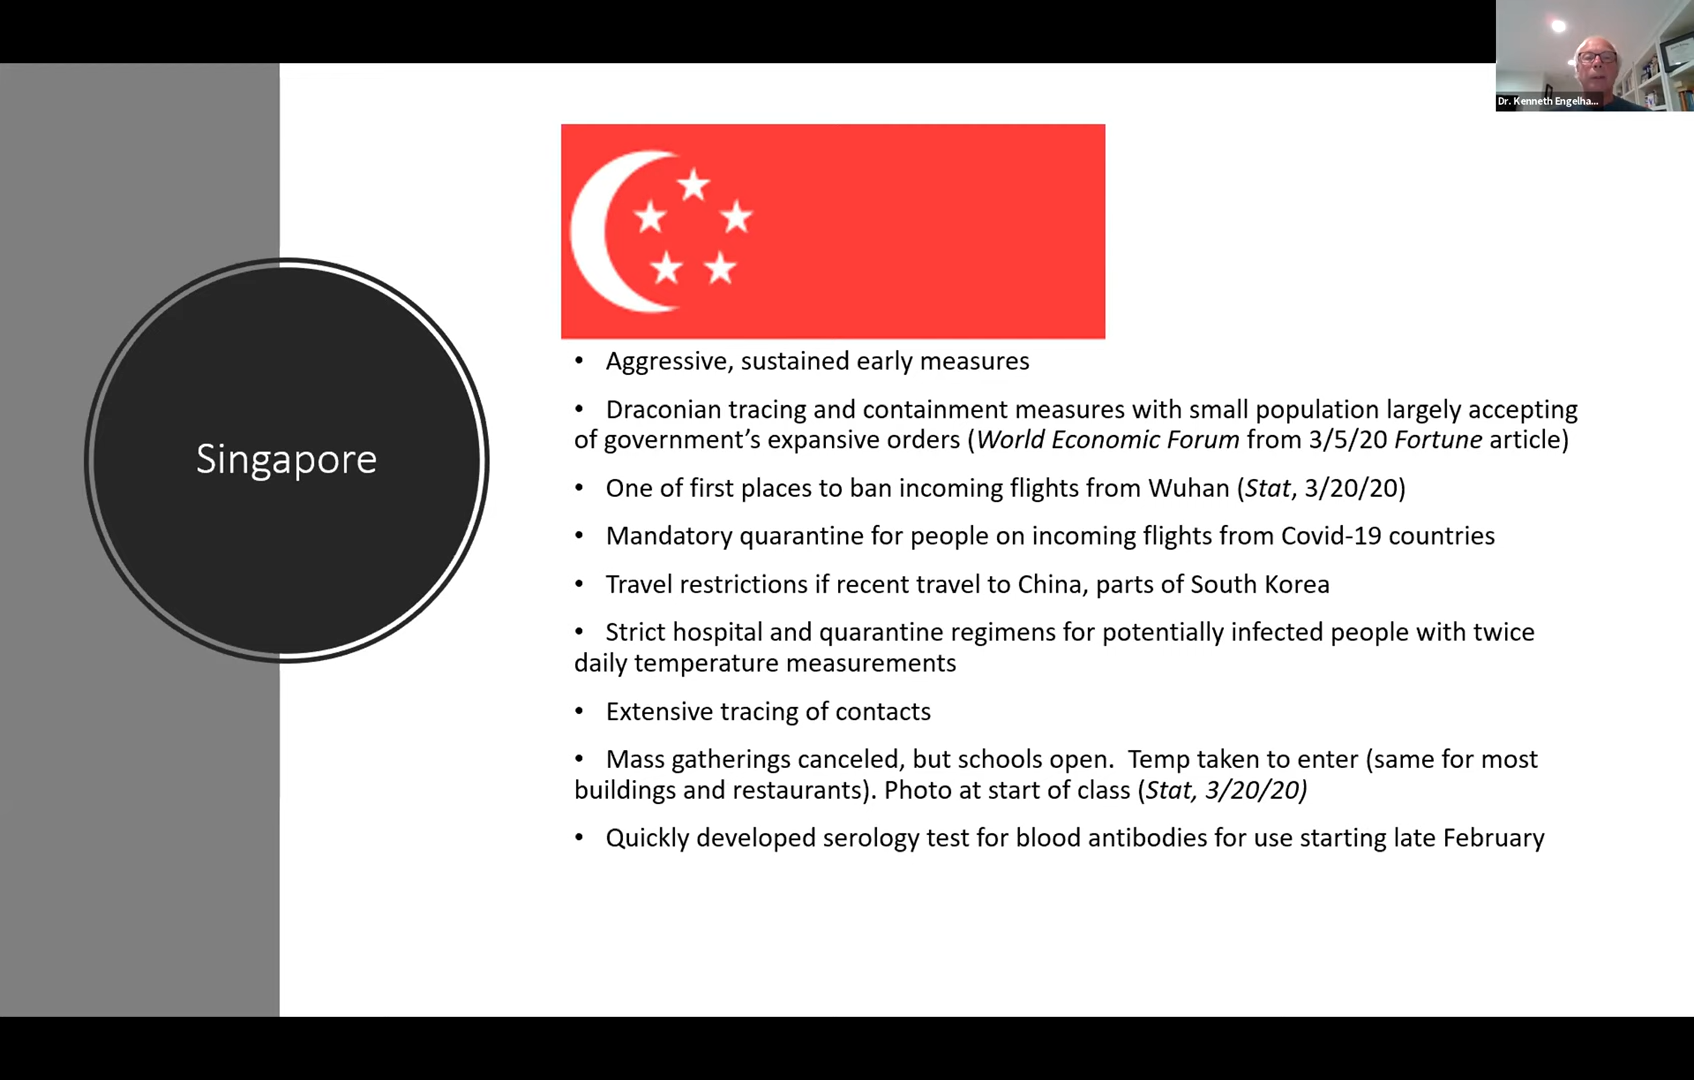 Dr. Kenneth Engelha...
Singapore
• Aggressive, sustained early measures
• Draconian tracing and containment measures with small population largely accepting
of government’s expansive orders (World Economic Forum from 3/5/20 Fortune article)
• One of first places to ban incoming flights from Wuhan (Stat, 3/20/20)
• Mandatory quarantine for people on incoming flights from Covid-19 countries
• Travel restrictions if recent travel to China, parts of South Korea
• Strict hospital and quarantine regimens for potentially infected people with twice
daily temperature measurements
• Extensive tracing of contacts
• Mass gatherings canceled, but schools open.  Temp taken to enter (same for most
buildings and restaurants). Photo at start of class (Stat, 3/20/20)
• Quickly developed serology test for blood antibodies for use starting late February